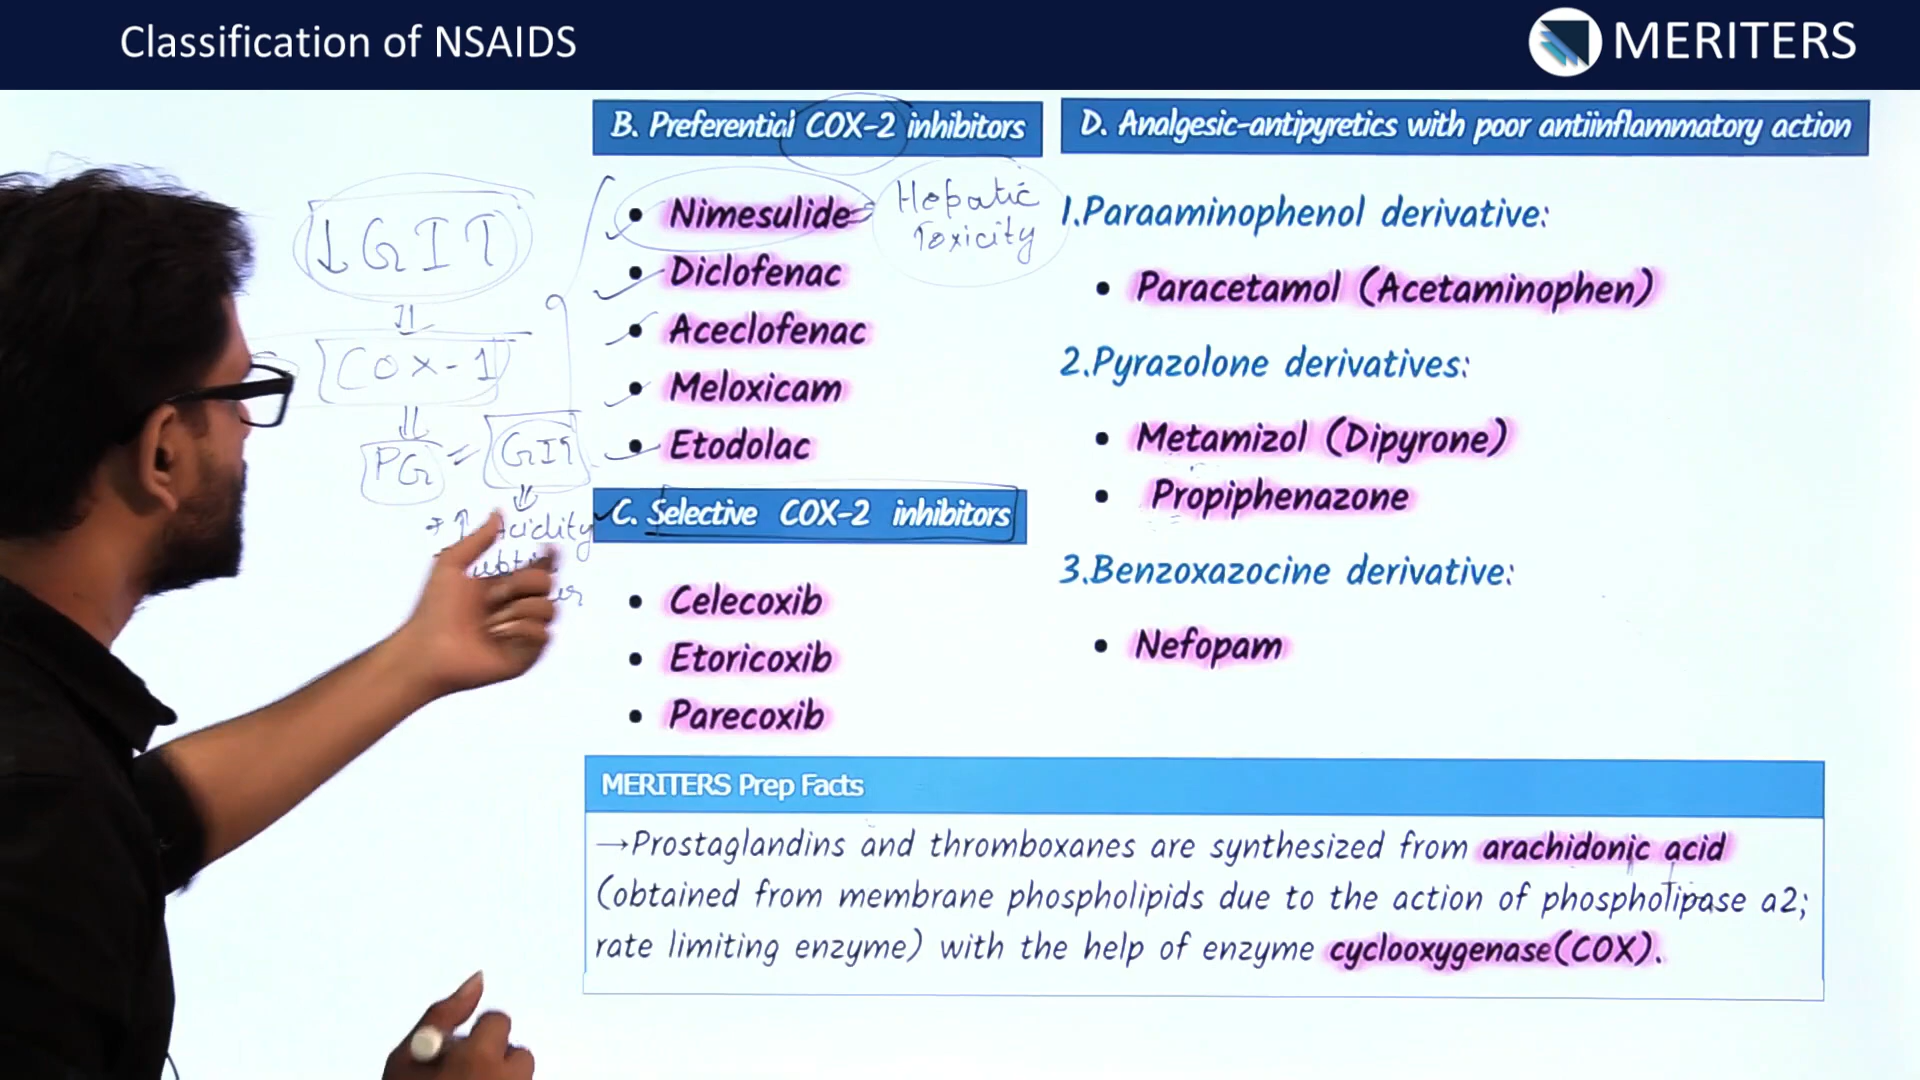 Classification of NSAIDS
MERITERS
B. Preferential COX-2 inhibitors
• Nimesulide
Hepatic
Toxicity
• Diclofenac
• Aceclofenac
• Meloxicam
• Etodolac
↓GIT
COX-1
PG
GIT
↑ Acidity
C. Selective COX-2 inhibitors
• Celecoxib
• Etoricoxib
• Parecoxib
D. Analgesic-antipyretics with poor antiinflammatory action
1.Paraaminophenol derivative:
• Paracetamol (Acetaminophen)
2.Pyrazolone derivatives:
• Metamizol (Dipyrone)
• Propiphenazone
3.Benzoxazocine derivative:
• Nefopam
MERITERS Prep Facts
→Prostaglandins and thromboxanes are synthesized from arachidonic acid
(obtained from membrane phospholipids due to the action of phospholipase a2;
rate limiting enzyme) with the help of enzyme cyclooxygenase(COX).